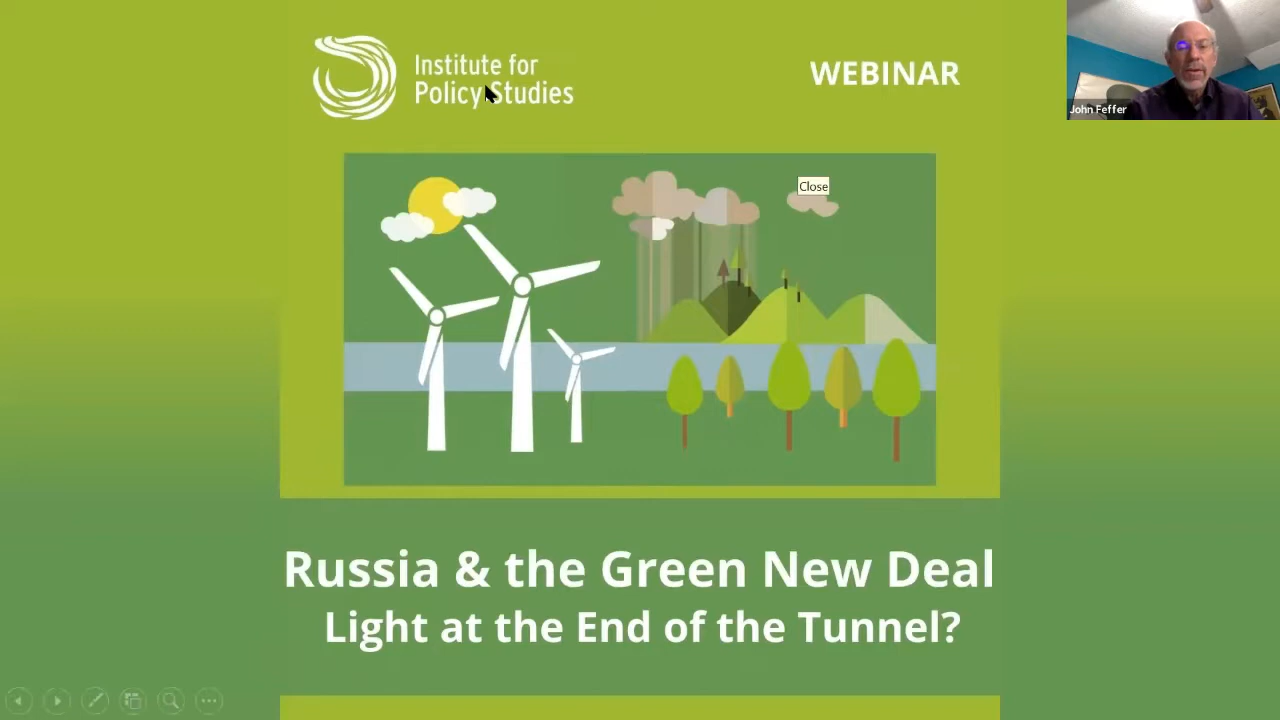 Institute for
Policy Studies
WEBINAR
John Feffer
Close
Russia & the Green New Deal
Light at the End of the Tunnel?